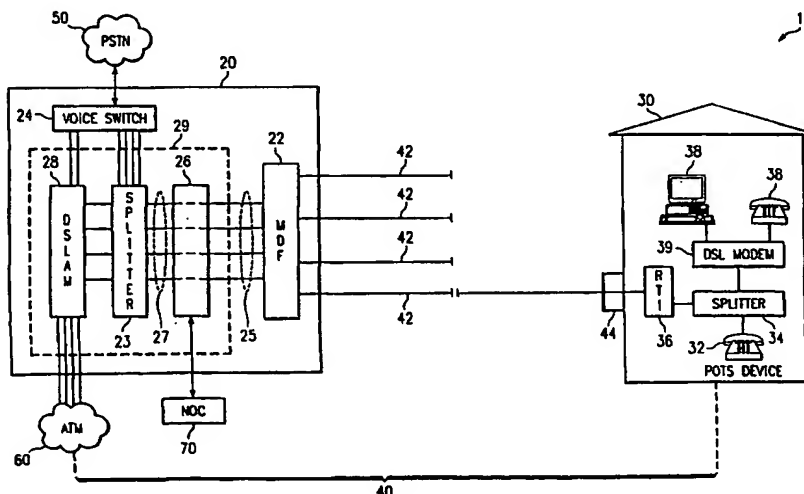 50
PSTN
1
20
24
VOICE SWITCH
29
30
28
26
22
42
38
38
DSLAM
SPLITTER
MDF
42
39
DSL MODEM
42
RTI
SPLITTER
42
23
27
25
44
36
32
34
POTS DEVICE
ATM
NOC
60
70
40